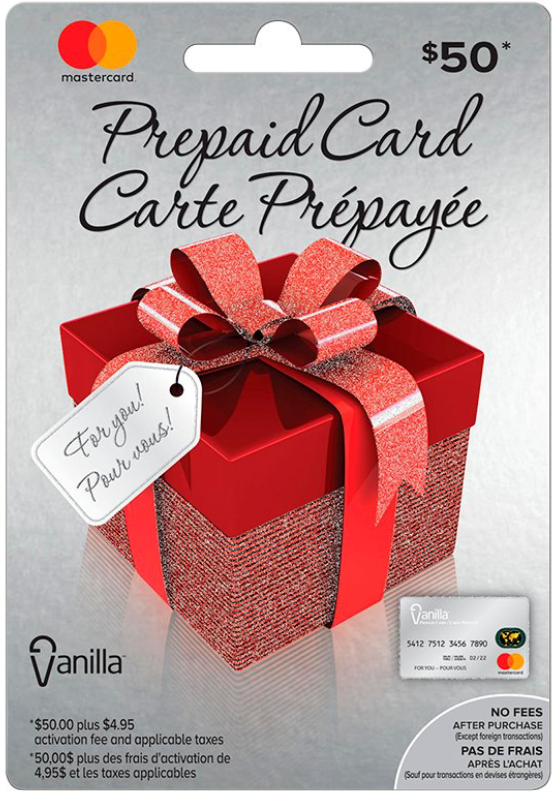 mastercard.
$50*
Prepaid Card
Carte Prépayée
For you!
Pour vous!
Vanilla
Vanilla
5412 7512 3456 7890
02/22
FOR YOU – POUR VOUS
mastercard
*$50.00 plus $4.95
activation fee and applicable taxes
*50,00$ plus des frais d'activation de
4,95$ et les taxes applicables
NO FEES
AFTER PURCHASE
(Except foreign transactions)
PAS DE FRAIS
APRÈS L'ACHAT
(Sauf pour transactions en devises étrangères)